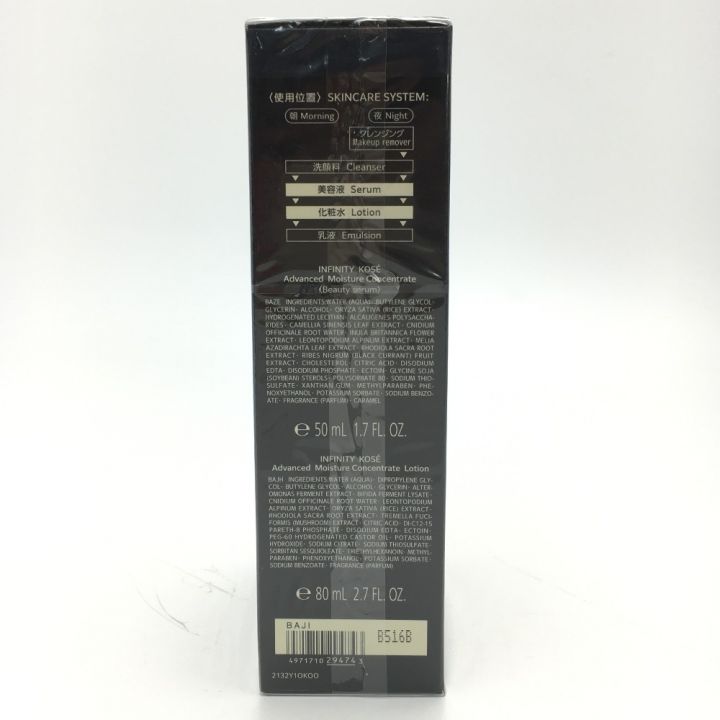 〈使用位置〉 SKINCARE SYSTEM:
朝 Morning 夜 Night
クレンジング
Makeup remover
洗顔料 Cleanser
美容液 Serum
化粧水 Lotion
乳液 Emulsion
INFINITY KOSÉ
Advanced Moisture Concentrate
(Beauty serum)
BAZE INGREDIENTS:WATER (AQUA)· BUTYLENE GLYCOL·
GLYCERIN· ALCOHOL· ORYZA SATIVA (RICE) EXTRACT·
HYDROGENATED LECITHIN· ALCALIGENES POLYSACCHA-
RIDES· CAMELLIA SINENSIS LEAF EXTRACT· CNIDIUM
OFFICINALE ROOT WATER· INULA BRITANNICA FLOWER
EXTRACT· LEONTOPODIUM ALPINUM EXTRACT· MELIA
AZADIRACHTA LEAF EXTRACT· RHODIOLA SACRA ROOT
EXTRACT· RIBES NIGRUM (BLACK CURRANT) FRUIT
EXTRACT· CHOLESTEROL· CITRIC ACID· DISODIUM
EDTA· DISODIUM PHOSPHATE· ECTOIN· GLYCINE SOJA
(SOYBEAN) STEROLS· POLYSORBATE 80· SODIUM THIO-
SULFATE· XANTHAN GUM· METHYLPARABEN· PHE-
NOXYETHANOL· POTASSIUM SORBATE· SODIUM BENZO-
ATE· FRAGRANCE (PARFUM)· CARAMEL
℮ 50 mL 1.7 FL. OZ.
INFINITY KOSÉ
Advanced Moisture Concentrate Lotion
BAJH INGREDIENTS:WATER (AQUA)· DIPROPYLENE GLY-
COL· BUTYLENE GLYCOL· ALCOHOL· GLYCERIN· ALTER-
OMONAS FERMENT EXTRACT· BIFIDA FERMENT LYSATE·
CNIDIUM OFFICINALE ROOT WATER· LEONTOPODIUM
ALPINUM EXTRACT· ORYZA SATIVA (RICE) EXTRACT·
RHODIOLA SACRA ROOT EXTRACT· TREMELLA FUCI-
FORMIS (MUSHROOM) EXTRACT· CITRIC ACID· DI-C12-15
PARETH-8 PHOSPHATE· DISODIUM EDTA· ECTOIN·
PEG-60 HYDROGENATED CASTOR OIL· POTASSIUM
HYDROXIDE· SODIUM CITRATE· SODIUM THIOSULFATE·
SORBITAN SESQUIOLEATE· ETHYLHEXANOIN· METHYL-
PARABEN· PHENOXYETHANOL· POTASSIUM SORBATE·
SODIUM BENZOATE· FRAGRANCE (PARFUM)
℮ 80 mL 2.7 FL. OZ.
BAJI
B516B
4971710 29474 3
2132Y1OKOO